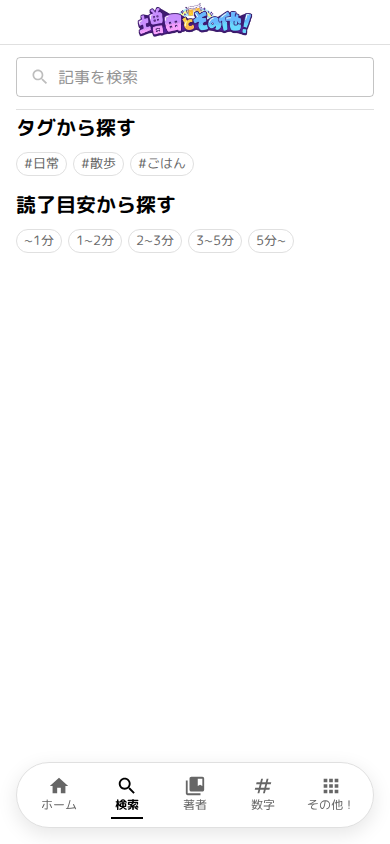 増田とその他!
記事を検索
タグから探す
#日常 #散歩 #ごはん
読了目安から探す
~1分 1~2分 2~3分 3~5分 5分~
ホーム 検索 著者 数字 その他！